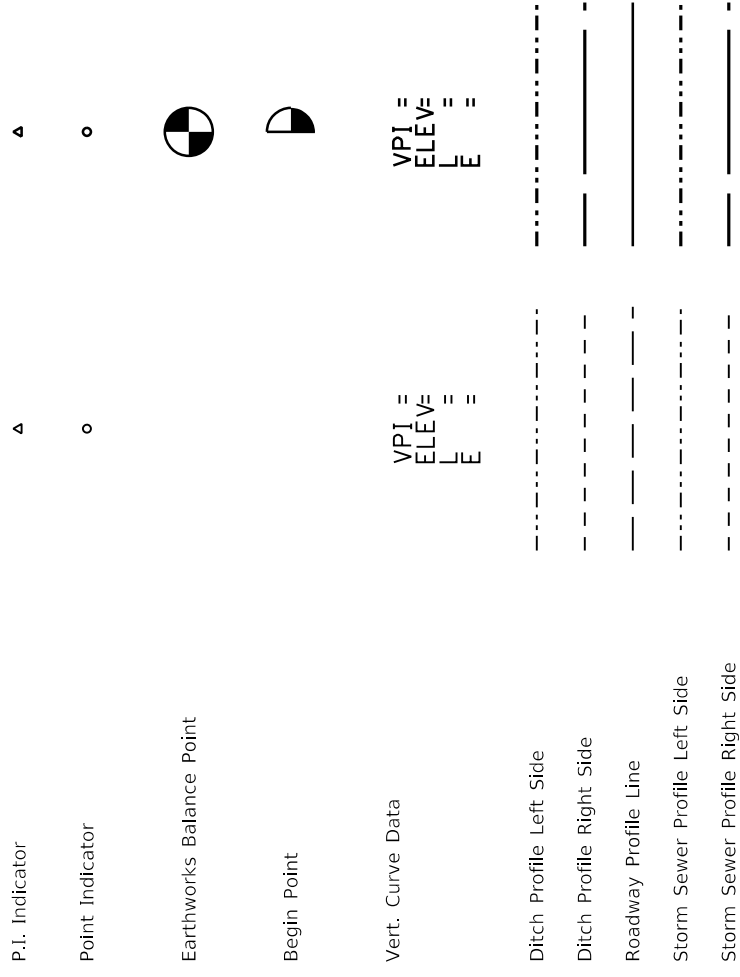 P.I. Indicator
Point Indicator
Earthworks Balance Point
Begin Point
Vert. Curve Data
VPI =
ELEV=
L =
E =
VPI =
ELEV=
L =
E =
Ditch Profile Left Side
Ditch Profile Right Side
Roadway Profile Line
Storm Sewer Profile Left Side
Storm Sewer Profile Right Side